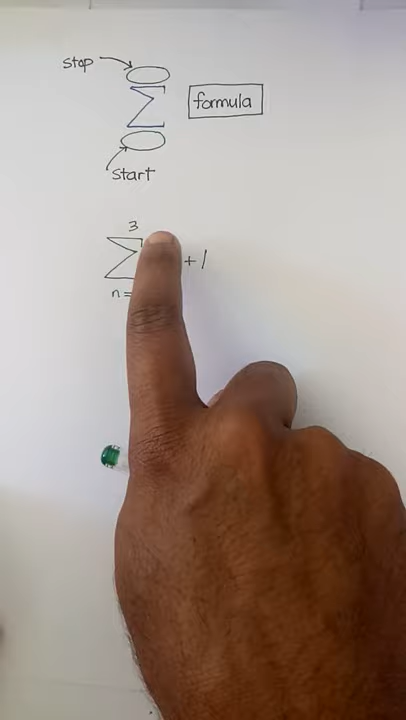 stop
Σ formula
start
3
Σ +1
n=